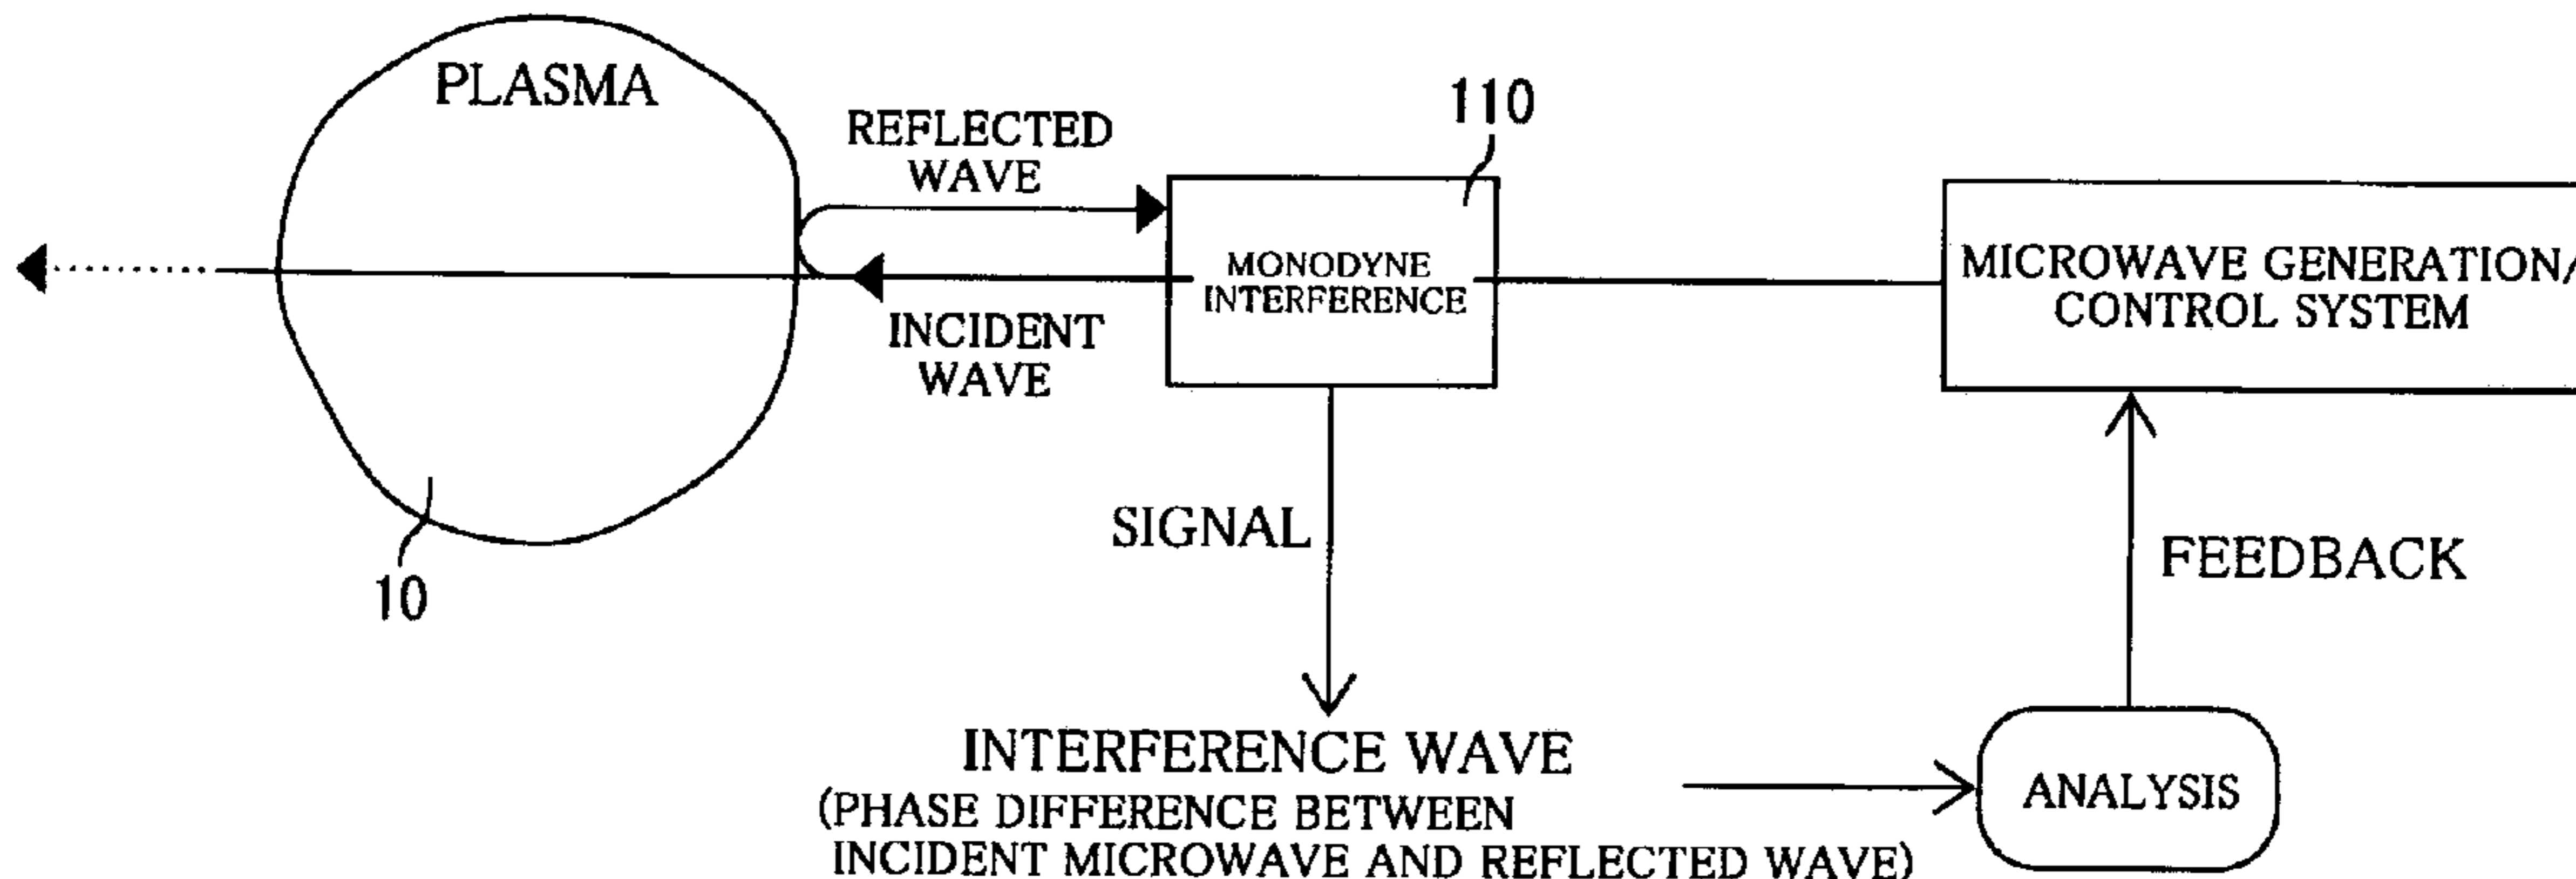 PLASMA
REFLECTED
WAVE
110
MONODYNE
INTERFERENCE
MICROWAVE GENERATION/
CONTROL SYSTEM
INCIDENT
WAVE
SIGNAL
FEEDBACK
10
INTERFERENCE WAVE
(PHASE DIFFERENCE BETWEEN
INCIDENT MICROWAVE AND REFLECTED WAVE)
ANALYSIS